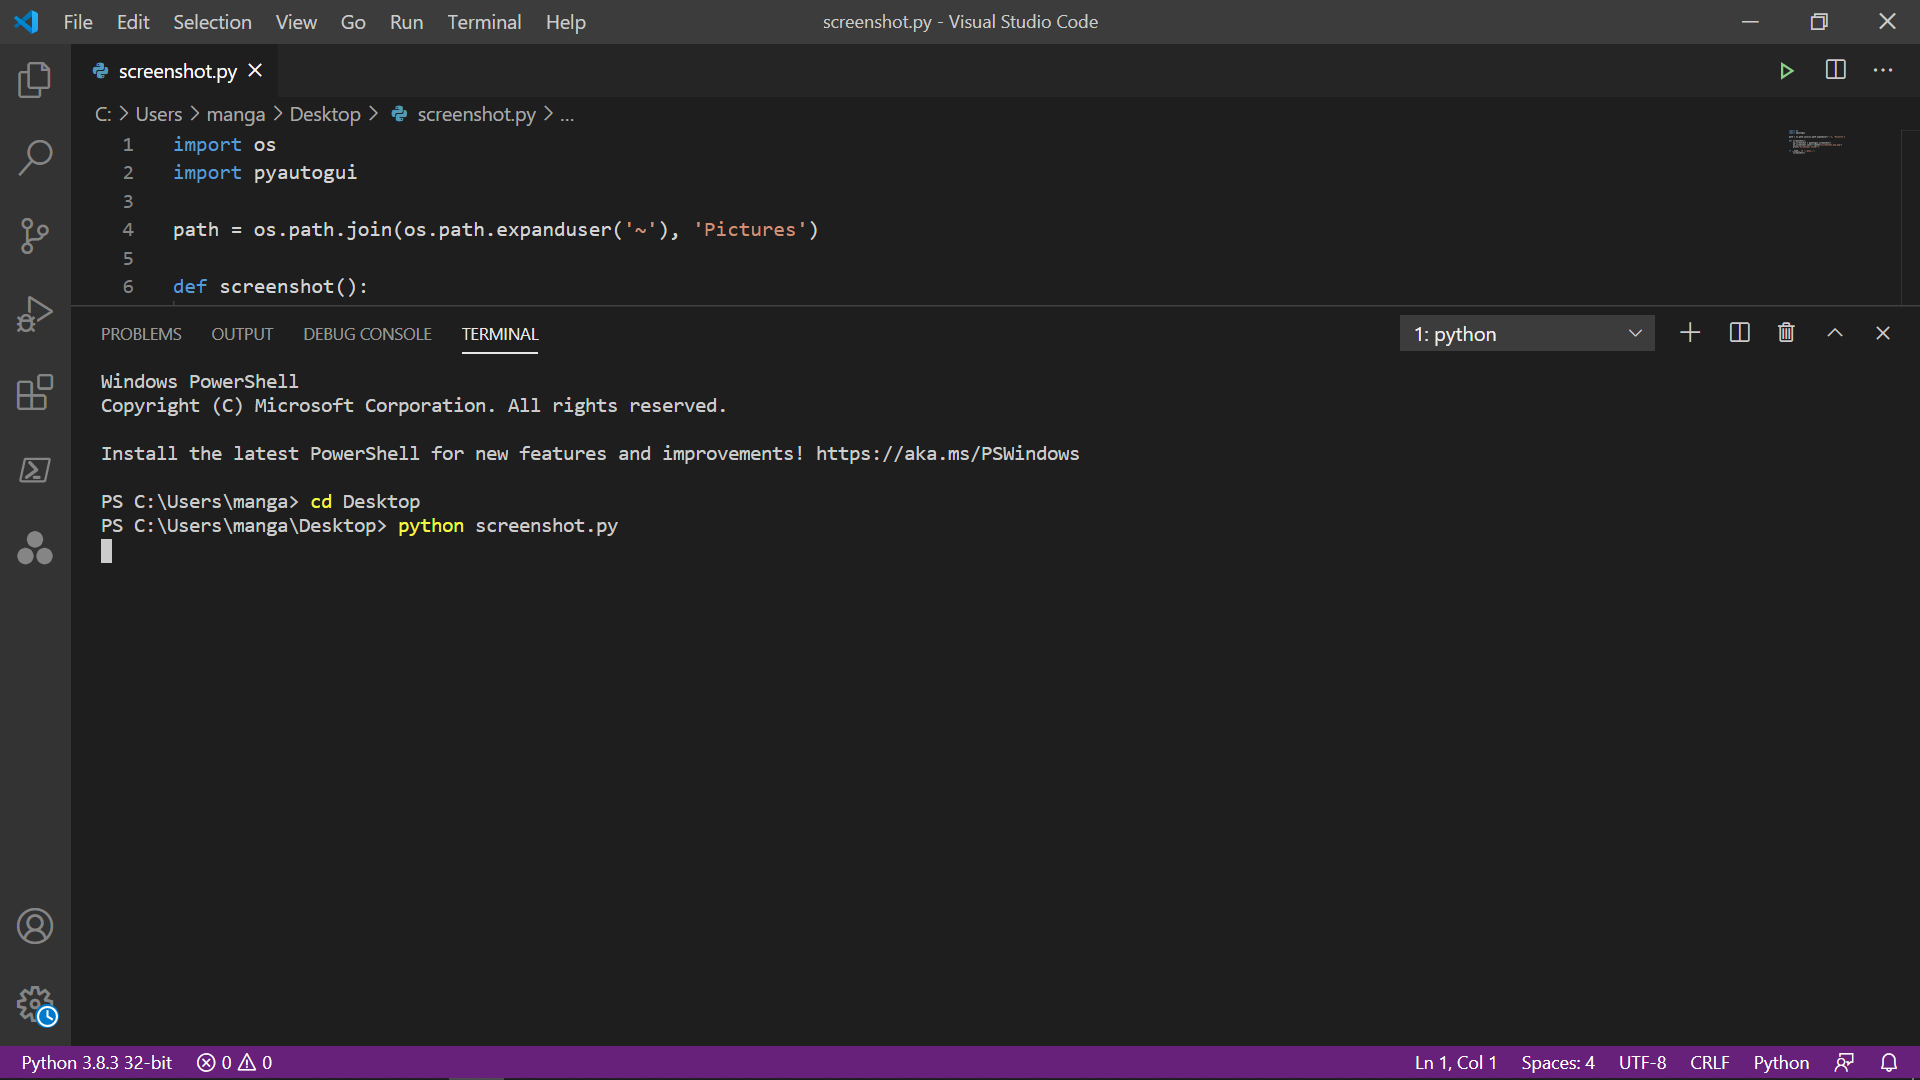 File Edit Selection View Go Run Terminal Help screenshot.py - Visual Studio Code
screenshot.py
C: > Users > manga > Desktop > screenshot.py > ...
1 import os
2 import pyautogui
3
4 path = os.path.join(os.path.expanduser('~'), 'Pictures')
5
6 def screenshot():
PROBLEMS OUTPUT DEBUG CONSOLE TERMINAL 1: python
Windows PowerShell
Copyright (C) Microsoft Corporation. All rights reserved.
Install the latest PowerShell for new features and improvements! https://aka.ms/PSWindows
PS C:\Users\manga> cd Desktop
PS C:\Users\manga\Desktop> python screenshot.py
Python 3.8.3 32-bit 0 0 Ln 1, Col 1 Spaces: 4 UTF-8 CRLF Python